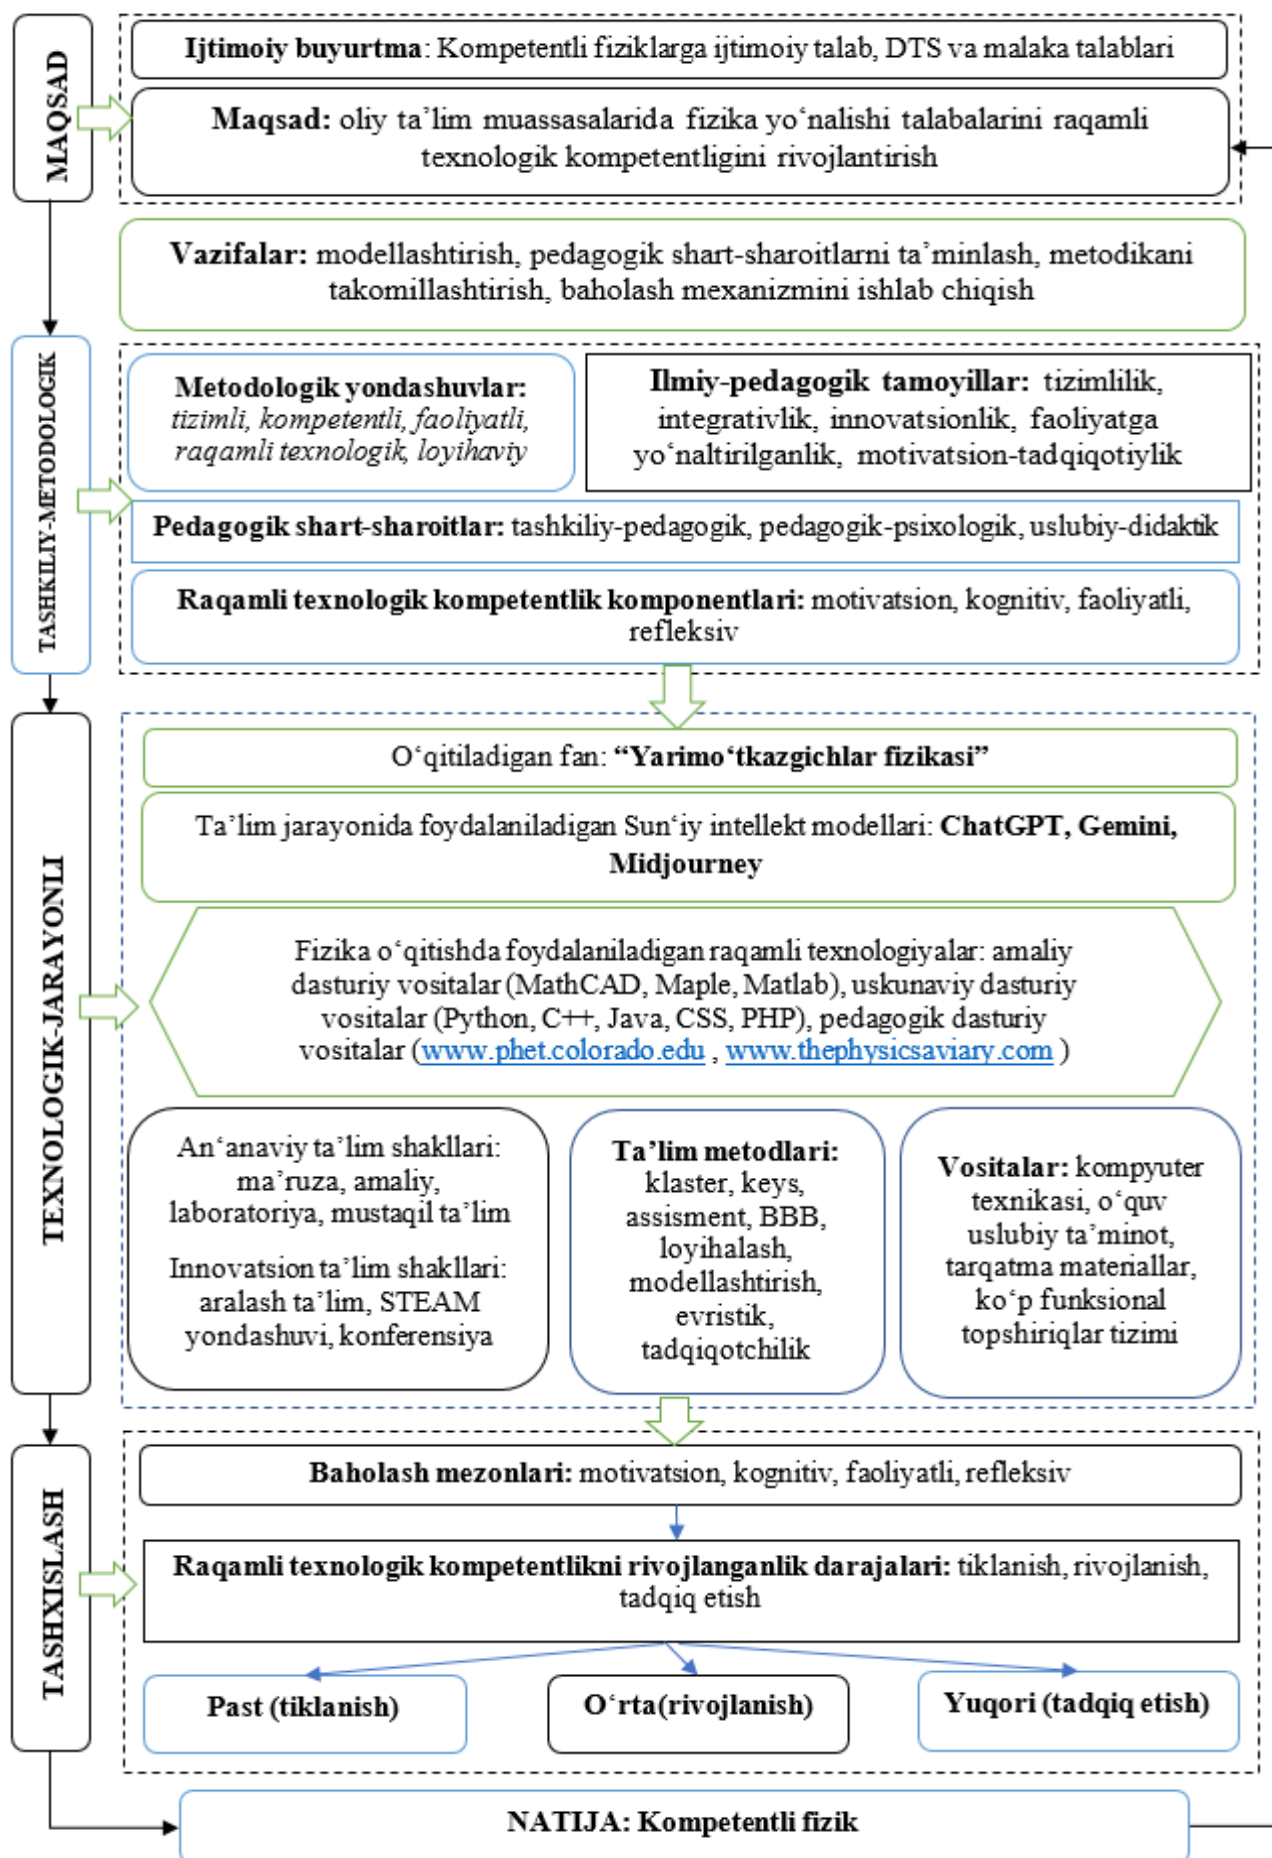 MAQSAD
Ijtimoiy buyurtma: Kompetentli fiziklarga ijtimoiy talab, DTS va malaka talablari
Maqsad: oliy ta’lim muassasalarida fizika yo‘nalishi talabalarini raqamli
texnologik kompetentligini rivojlantirish
Vazifalar: modellashtirish, pedagogik shart-sharoitlarni ta’minlash, metodikani
takomillashtirish, baholash mexanizmini ishlab chiqish
TASHKILIY-METODOLOGIK
Metodologik yondashuvlar:
tizimli, kompetentli, faoliyatli,
raqamli texnologik, loyihaviy
Ilmiy-pedagogik tamoyillar: tizimlilik,
integrativlik, innovatsionlik, faoliyatga
yo‘naltirilganlik, motivatsion-tadqiqotiylik
Pedagogik shart-sharoitlar: tashkiliy-pedagogik, pedagogik-psixologik, uslubiy-didaktik
Raqamli texnologik kompetentlik komponentlari: motivatsion, kognitiv, faoliyatli,
refleksiv
TEXNOLOGIK-JARAYONLI
O‘qitiladigan fan: “Yarimo‘tkazgichlar fizikasi”
Ta’lim jarayonida foydalaniladigan Sun‘iy intellekt modellari: ChatGPT, Gemini,
Midjourney
Fizika o‘qitishda foydalaniladigan raqamli texnologiyalar: amaliy
dasturiy vositalar (MathCAD, Maple, Matlab), uskunaviy dasturiy
vositalar (Python, C++, Java, CSS, PHP), pedagogik dasturiy
vositalar (www.phet.colorado.edu , www.thephysicsaviary.com )
An‘anaviy ta’lim shakllari:
ma’ruza, amaliy,
laboratoriya, mustaqil ta’lim
Innovatsion ta’lim shakllari:
aralash ta’lim, STEAM
yondashuvi, konferensiya
Ta’lim metodlari:
klaster, keys,
assisment, BBB,
loyihalash,
modellashtirish,
evristik,
tadqiqotchilik
Vositalar: kompyuter
texnikasi, o‘quv
uslubiy ta’minot,
tarqatma materiallar,
ko‘p funksional
topshiriqlar tizimi
TASHXISLASH
Baholash mezonlari: motivatsion, kognitiv, faoliyatli, refleksiv
Raqamli texnologik kompetentlikni rivojlanganlik darajalari: tiklanish, rivojlanish,
tadqiq etish
Past (tiklanish)
O‘rta(rivojlanish)
Yuqori (tadqiq etish)
NATIJA: Kompetentli fizik